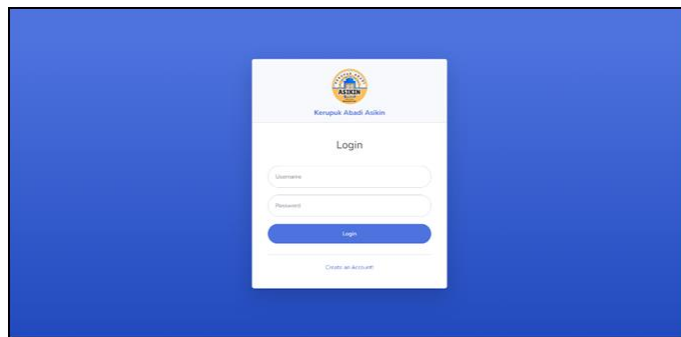 ASIKIN
Kerupuk Abadi Asikin
Login
Username
Password
Login
Create an Account!